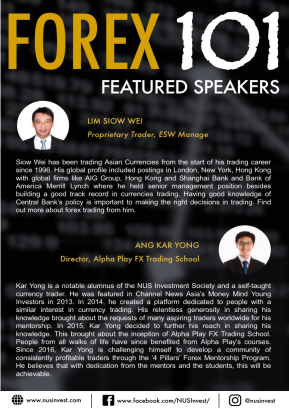 FOREX 101
FEATURED SPEAKERS
LIM SIOW WEI
Proprietary Trader, ESW Manage
Siow Wei has been trading Asian Currencies from the start of his trading career
since 1996. His global profile included postings in London, New York, Hong Kong
with global firms like AIG Group, Hong Kong and Shanghai Bank and Bank of
America Merrill Lynch where he held senior management position besides
building a good track record in currencies trading. Having good knowledge of
Central Bank's policy is important to making the right decisions in trading. Find
out more about forex trading from him.
ANG KAR YONG
Director, Alpha Play FX Trading School
Kar Yong is a notable alumnus of the NUS Investment Society and a self-taught
currency trader. He was featured in Channel News Asia's Money Mind Young
Investors in 2013. In 2014, he created a platform dedicated to people with a
similar interest in currency trading. His relentless generosity in sharing his
knowledge brought about the requests of many aspiring traders worldwide for his
mentorship. In 2015, Kar Yong decided to further his reach in sharing his
knowledge. This brought about the inception of Alpha Play FX Trading School.
People from all walks of life have since benefited from Alpha Play's courses.
Since 2016, Kar Yong is challenging himself to develop a community of
consistently profitable traders through the '4 Pillars' Forex Mentorship Program.
He believes that with dedication from the mentors and the students, this will be
achievable.
www.nusinvest.com
www.facebook.com/NUSInvest/
@nusinvest